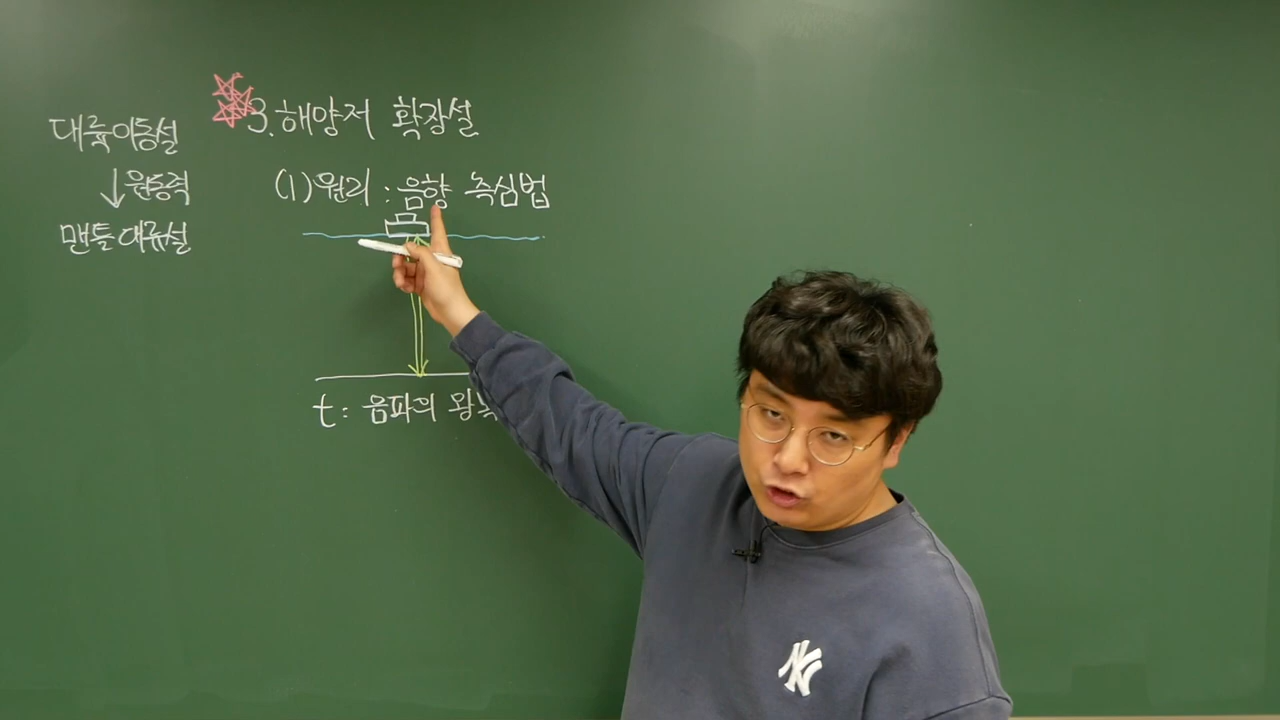 대륙이동설
↓원동력
맨틀대류설
3. 해양저 확장설
(1) 원리 : 음향 측심법
t : 음파의 왕
NY